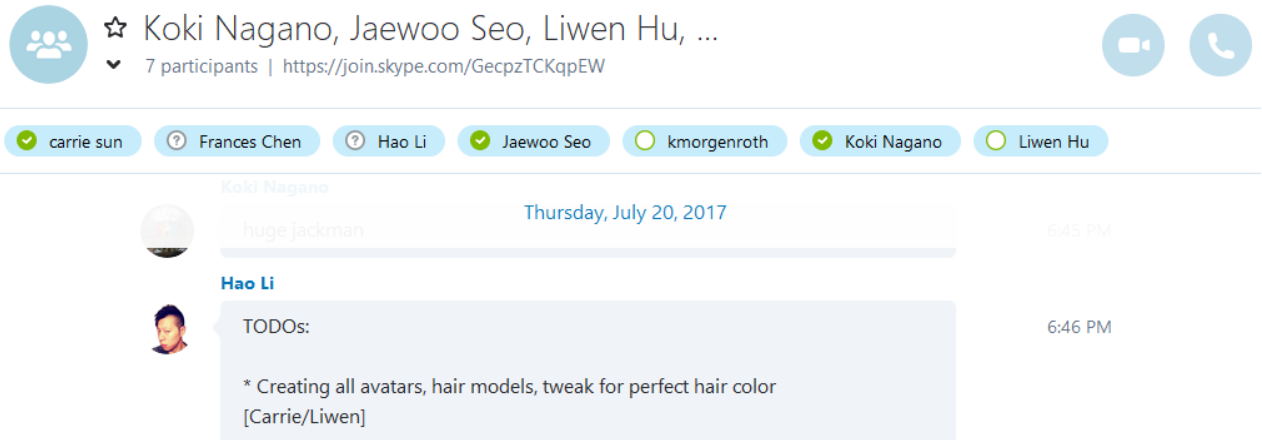 Koki Nagano, Jaewoo Seo, Liwen Hu, ...
7 participants | https://join.skype.com/GecpzTCKqpEW
carrie sun Frances Chen Hao Li Jaewoo Seo kmorgenroth Koki Nagano Liwen Hu
Koki Nagano
Thursday, July 20, 2017
huge jackman 6:45 PM
Hao Li
TODOs: 6:46 PM
* Creating all avatars, hair models, tweak for perfect hair color
[Carrie/Liwen]